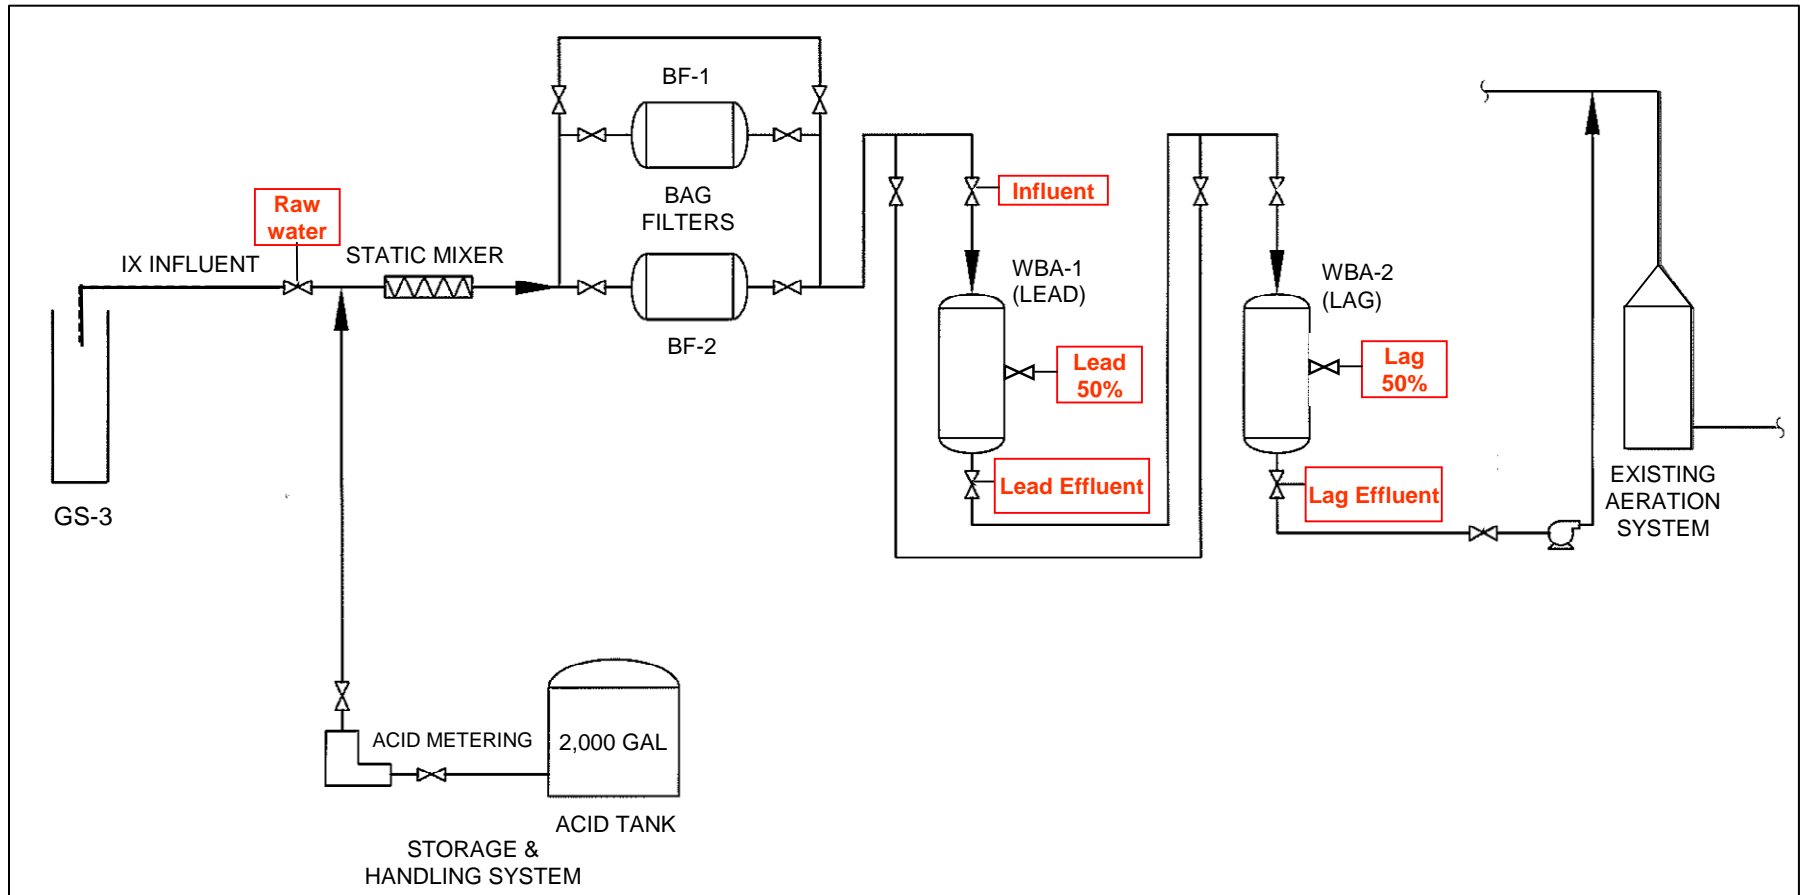 BF-1
BAG
FILTERS
Raw
water
Influent
IX INFLUENT
STATIC MIXER
WBA-1
(LEAD)
WBA-2
(LAG)
BF-2
Lead
50%
Lag
50%
Lead Effluent
Lag Effluent
EXISTING
AERATION
SYSTEM
GS-3
ACID METERING
2,000 GAL
ACID TANK
STORAGE &
HANDLING SYSTEM